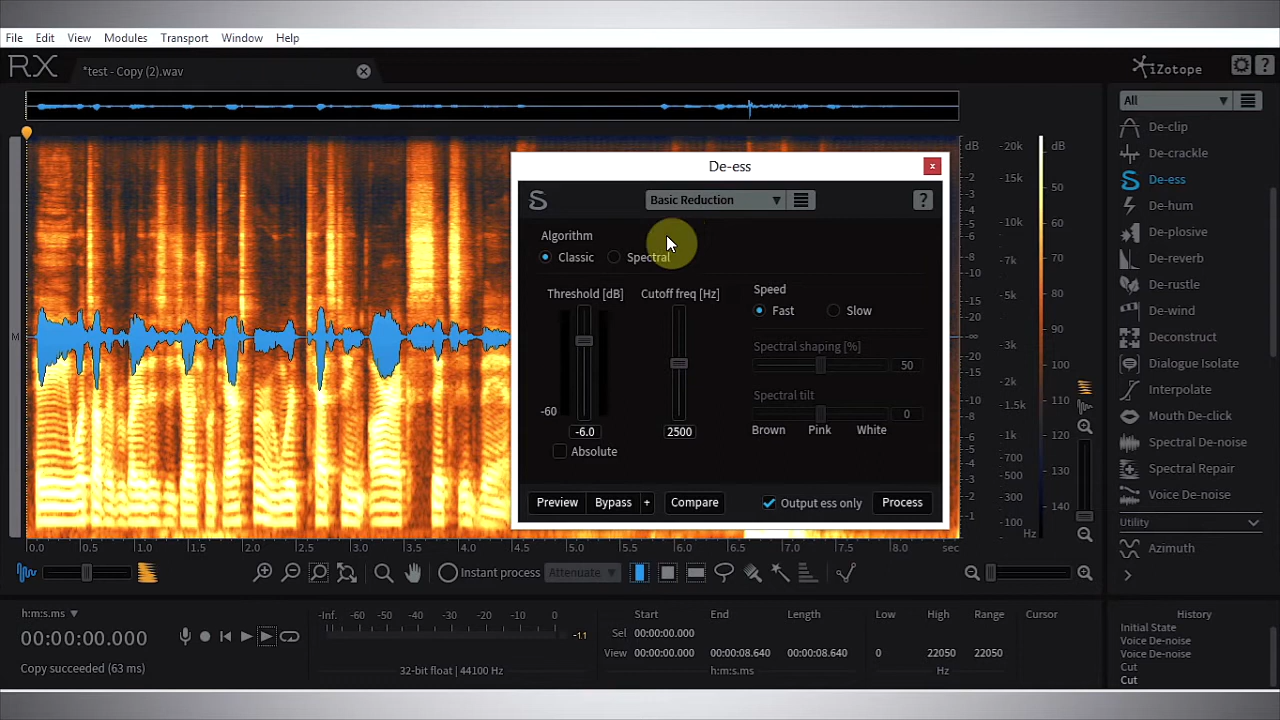 File Edit View Modules Transport Window Help
RX
*test - Copy (2).wav
iZotope
?
All
De-clip
De-crackle
De-ess
De-hum
De-plosive
De-reverb
De-rustle
De-wind
Deconstruct
Dialogue Isolate
Interpolate
Mouth De-click
Spectral De-noise
Spectral Repair
Voice De-noise
Utility
Azimuth
De-ess
x
Basic Reduction
?
Algorithm
Classic Spectral
Threshold [dB] Cutoff freq [Hz]
-60
-6.0 2500
Absolute
Speed
Fast Slow
Spectral shaping [%]
50
Spectral tilt
0
Brown Pink White
Preview Bypass + Compare Output ess only Process
M
dB -20k dB
-15k
-10k
-7k
-5k
-3k
-2k
-1.5k
-1k
-700
-500
-300
-100
Hz
90
100
110
120
130
140
0.0 0.5 1.0 1.5 2.0 2.5 3.0 3.5 4.0 4.5 5.0 5.5 6.0 6.5 7.0 7.5 8.0 sec
Instant process Attenuate
h:m:s.ms
00:00:00.000
Copy succeeded (63 ms)
-Inf. -60 -50 -40 -30 -20 -10 0
-1.1
32-bit float | 44100 Hz
Start End Length
Sel 00:00:00.000
View 00:00:00.000 00:00:08.640 00:00:08.640
h:m:s.ms
Low High Range Cursor
0 22050 22050
Hz
History
Initial State
Voice De-noise
Voice De-noise
Cut
Cut